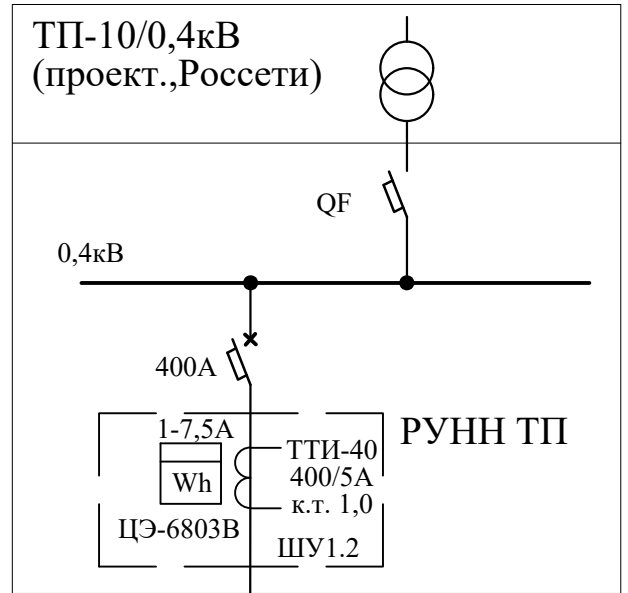 ТП-10/0,4кВ
(проект.,Россети)
QF
0,4кВ
400А
РУНН ТП
1-7,5А
ТТИ-40
Wh
400/5А
к.т. 1,0
ЦЭ-6803В
ШУ1.2